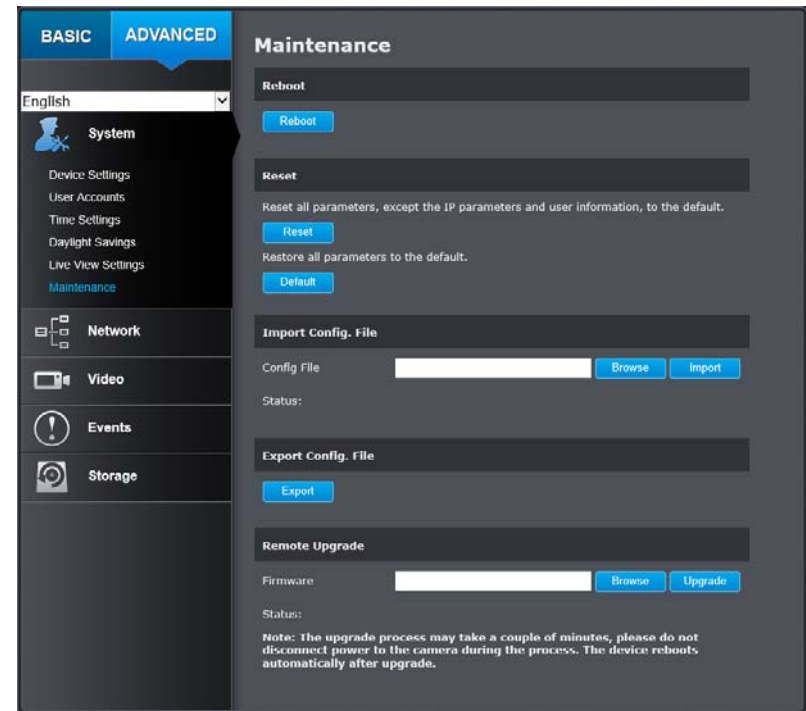 BASIC
ADVANCED
English
System
Device Settings
User Accounts
Time Settings
Daylight Savings
Live View Settings
Maintenance
Network
Video
Events
Storage
Maintenance
Reboot
Reboot
Reset
Reset all parameters, except the IP parameters and user information, to the default.
Reset
Restore all parameters to the default.
Default
Import Config. File
Config File
Browse
Import
Status:
Export Config. File
Export
Remote Upgrade
Firmware
Browse
Upgrade
Status:
Note: The upgrade process may take a couple of minutes, please do not
disconnect power to the camera during the process. The device reboots
automatically after upgrade.